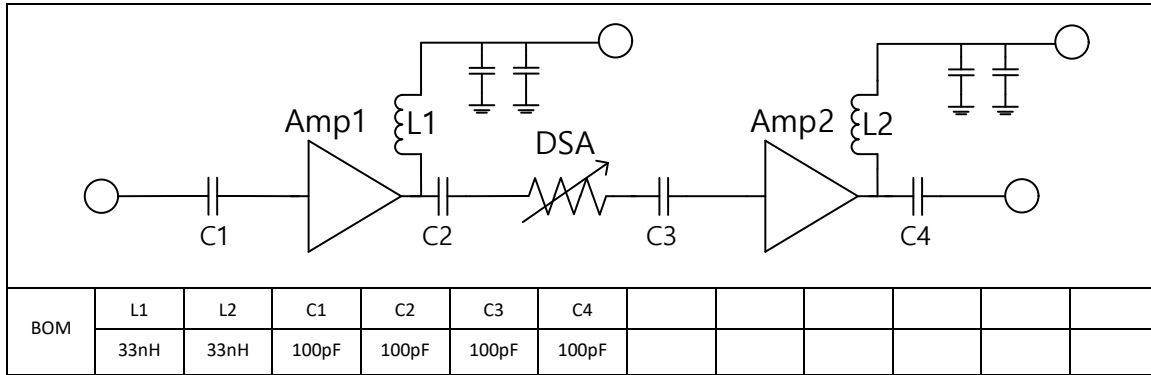 Amp1
L1
DSA
Amp2
L2
C1
C2
C3
C4
BOM L1 L2 C1 C2 C3 C4
33nH 33nH 100pF 100pF 100pF 100pF